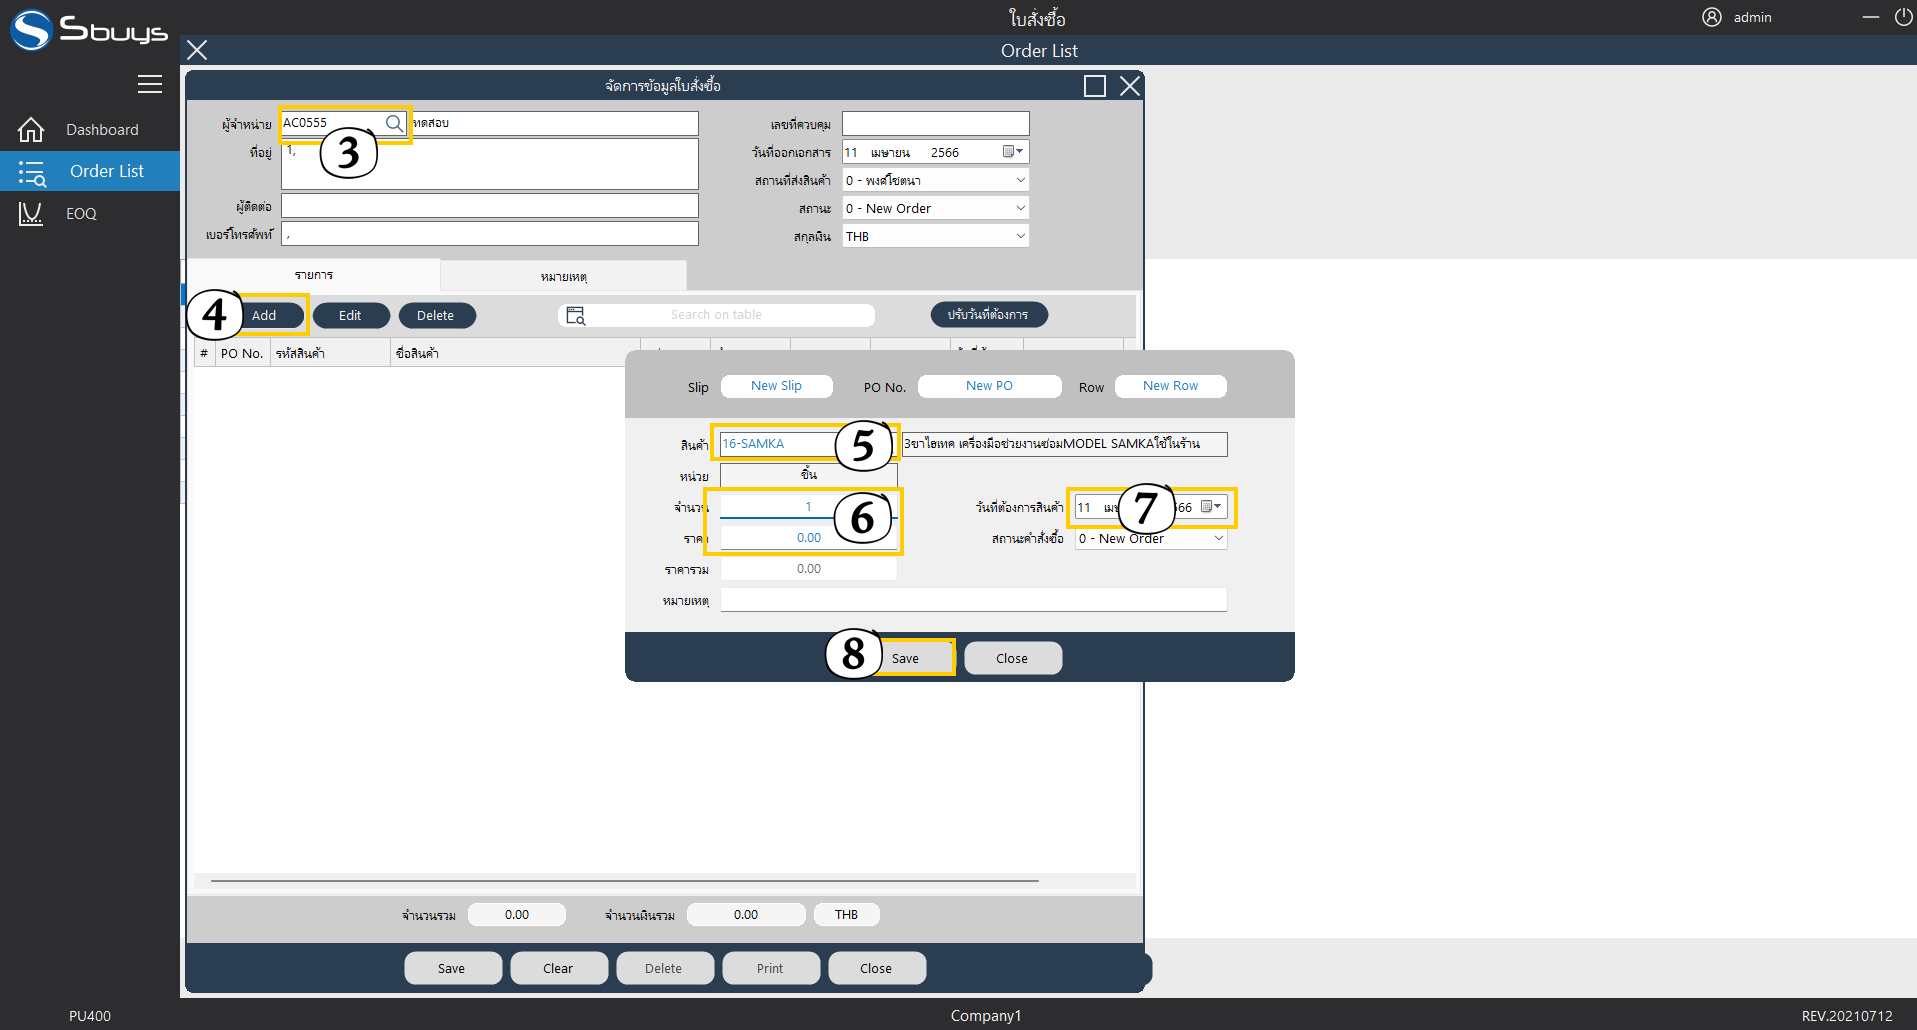 Sbuys
ใบสั่งซื้อ
admin
Order List
Dashboard
Order List
EOQ
จัดการข้อมูลใบสั่งซื้อ
ผู้จำหน่าย AC0555 ทดสอบ
3
ที่อยู่ 1,
ผู้ติดต่อ
เบอร์โทรศัพท์ ,
เลขที่ควบคุม
วันที่ออกเอกสาร 11 เมษายน 2566
สถานที่ส่งสินค้า 0 - พงศ์โชตนา
สถานะ 0 - New Order
สกุลเงิน THB
รายการ หมายเหตุ
4 Add Edit Delete Search on table ปรับวันที่ต้องการ
# PO No. รหัสสินค้า ชื่อสินค้า
Slip New Slip PO No. New PO Row New Row
สินค้า 16-SAMKA 5 3ขาไฮเทค เครื่องมือช่วยงานซ่อมMODEL SAMKAใช้ในร้าน
หน่วย ชิ้น
จำนวน 1 6 วันที่ต้องการสินค้า 11 7 66
ราคา 0.00 สถานะคำสั่งซื้อ 0 - New Order
ราคารวม 0.00
หมายเหตุ
8 Save Close
จำนวนรวม 0.00 จำนวนเงินรวม 0.00 THB
Save Clear Delete Print Close
PU400 Company1 REV.20210712